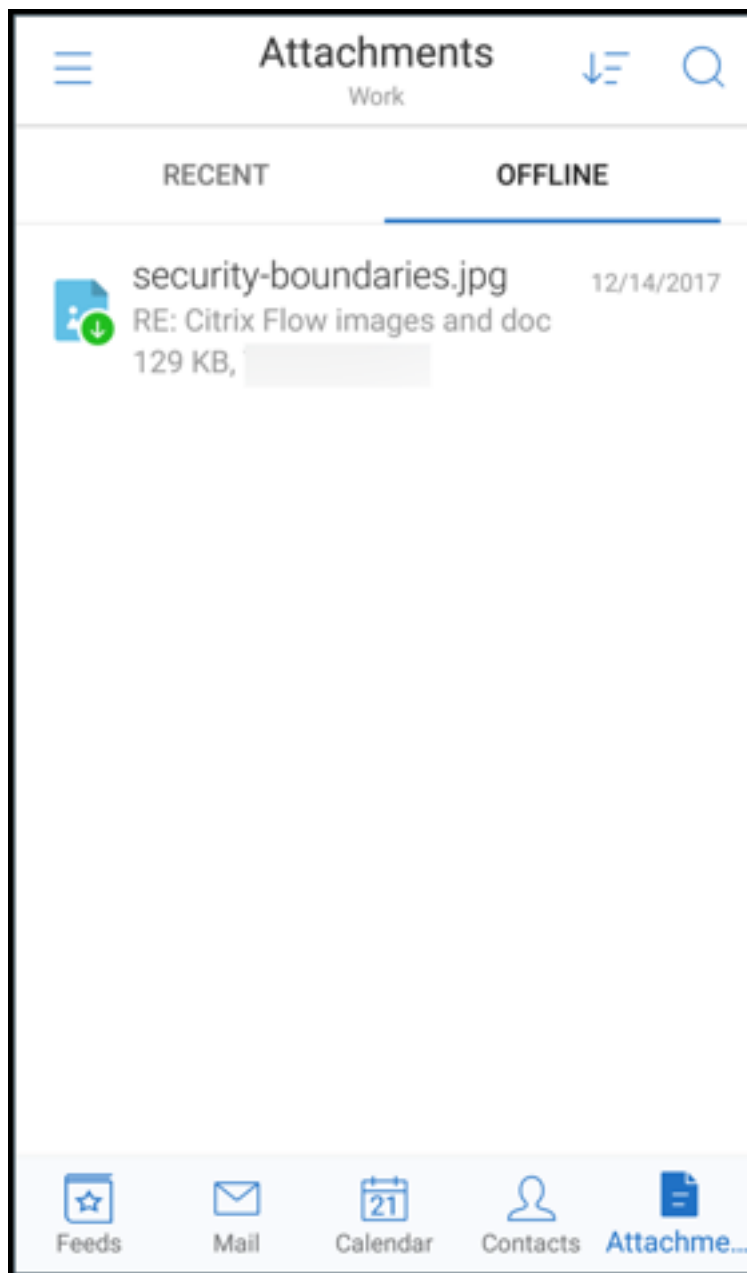 Attachments
Work
RECENT
OFFLINE
security-boundaries.jpg
12/14/2017
RE: Citrix Flow images and doc
129 KB,
21
Feeds
Mail
Calendar
Contacts
Attachme...